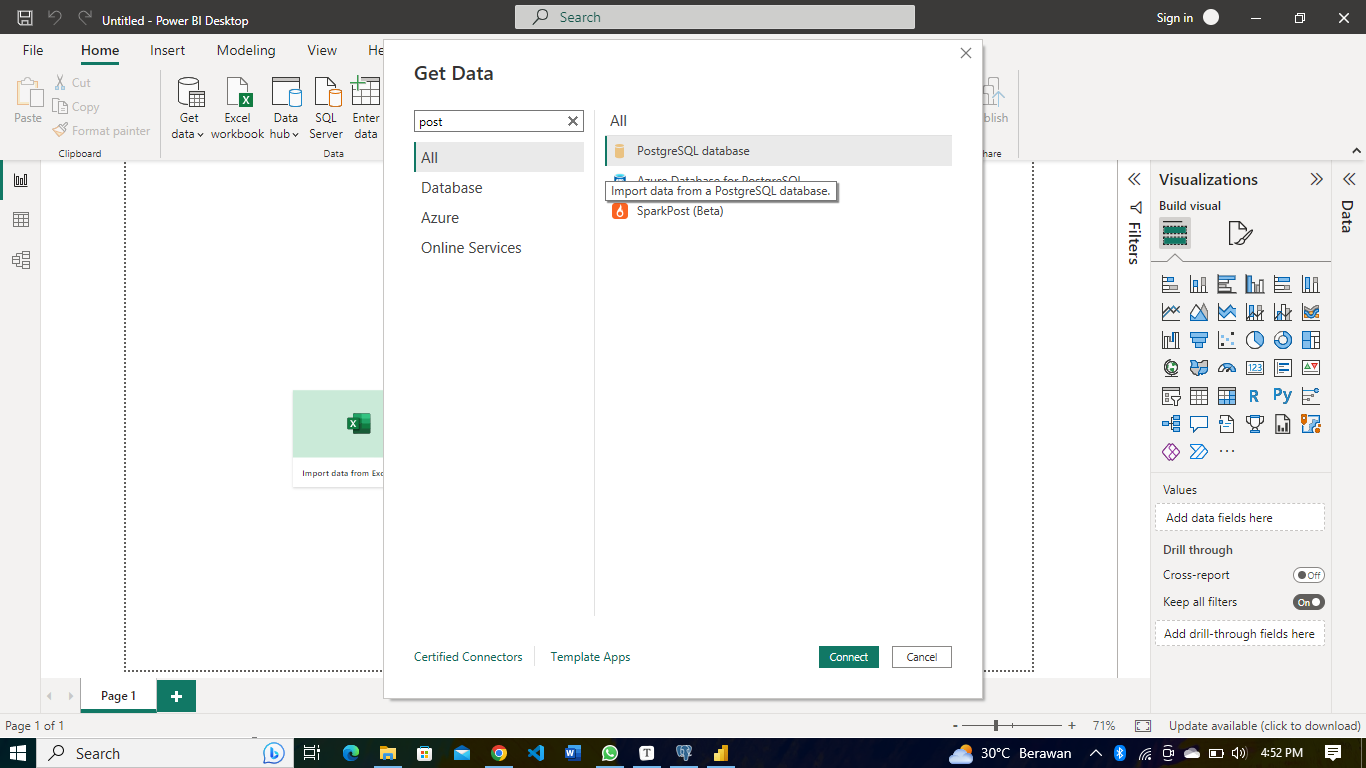 Untitled - Power BI Desktop
Search
Sign in
File
Home
Insert
Modeling
View
He
Paste
Cut
Copy
Format painter
Clipboard
Get data
Excel workbook
Data hub
SQL Server
Enter data
Data
blish
hare
Get Data
post
All
Database
Azure
Online Services
All
PostgreSQL database
Azure Database for PostgreSQL
Import data from a PostgreSQL database.
SparkPost (Beta)
Certified Connectors
Template Apps
Connect
Cancel
Import data from Exc
Filters
Visualizations
Build visual
123
R
Py
Values
Add data fields here
Drill through
Cross-report
Off
Keep all filters
On
Add drill-through fields here
Data
Page 1
Page 1 of 1
71%
Update available (click to download)
Search
30°C Berawan
4:52 PM